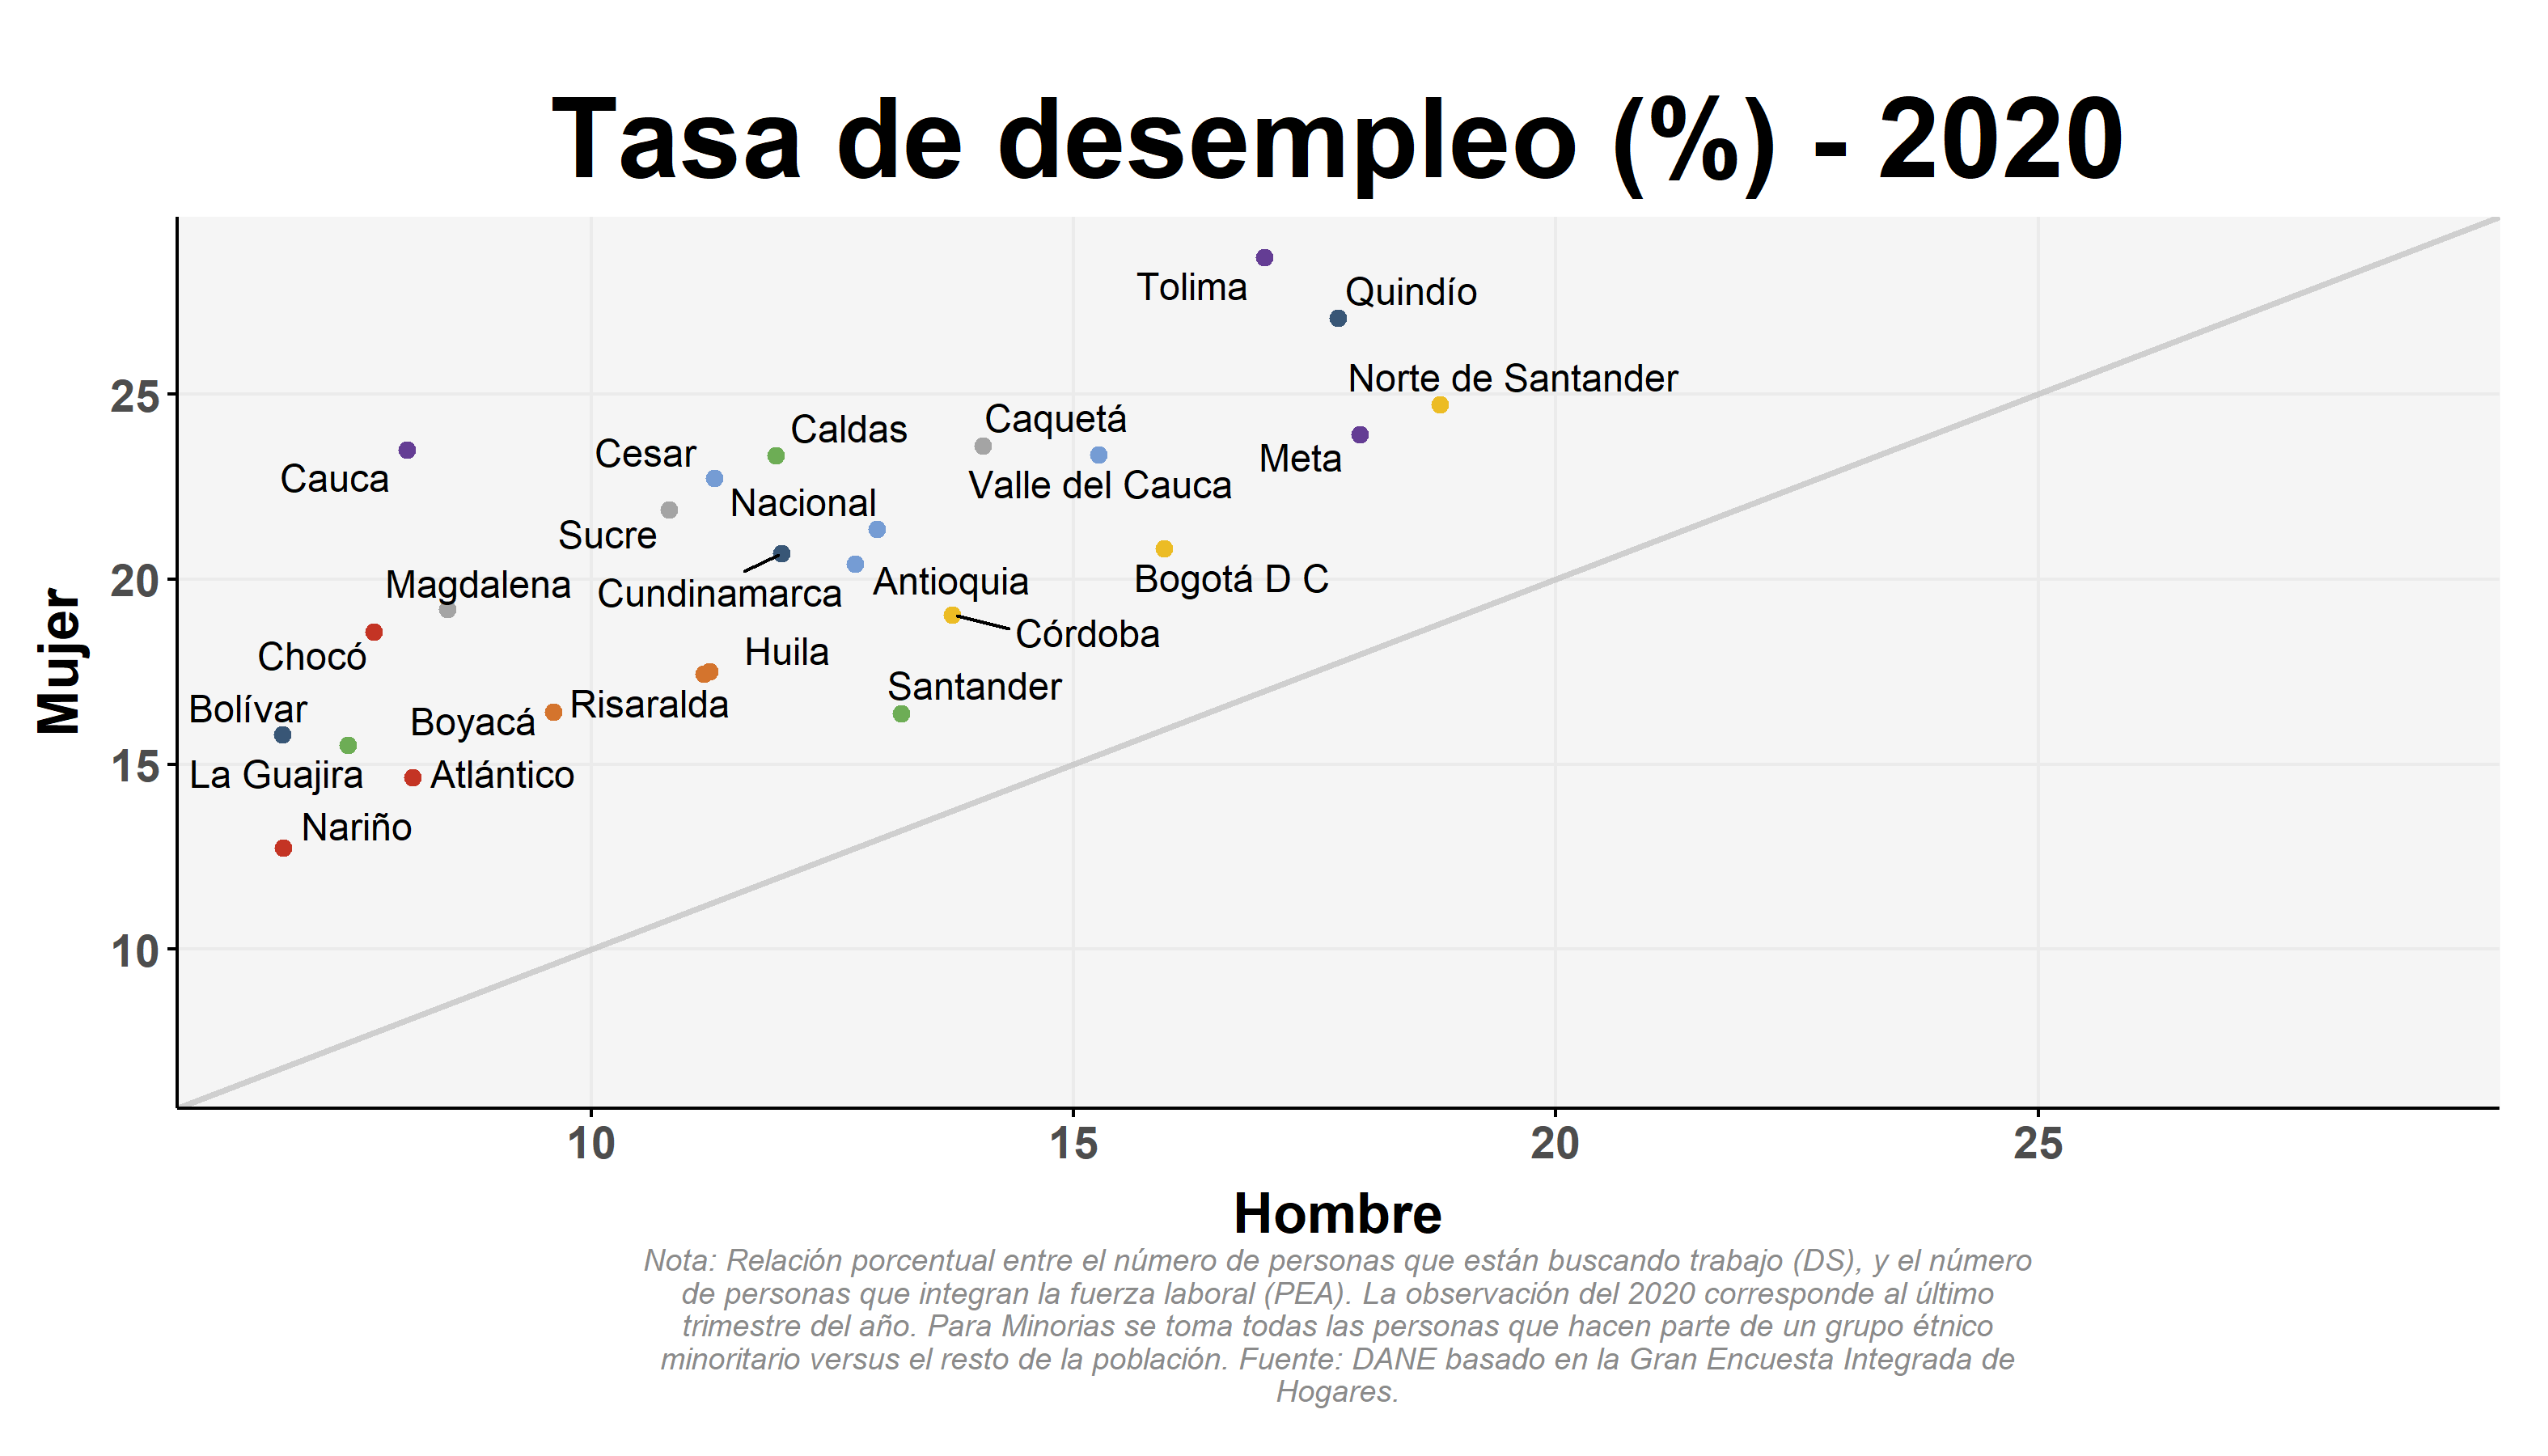 Tasa de desempleo (%) - 2020
Tolima
Quindío
Norte de Santander
25
Caquetá
Caldas
Cesar
Meta
Cauca
Valle del Cauca
Nacional
Sucre
20
Magdalena
Cundinamarca
Antioquia
Bogotá D C
Córdoba
Mujer
Chocó
Huila
Santander
Bolívar
Boyacá
Risaralda
15
La Guajira
Atlántico
Nariño
10
10
15
20
25
Hombre
Nota: Relación porcentual entre el número de personas que están buscando trabajo (DS), y el número
de personas que integran la fuerza laboral (PEA). La observación del 2020 corresponde al último
trimestre del año. Para Minorias se toma todas las personas que hacen parte de un grupo étnico
minoritario versus el resto de la población. Fuente: DANE basado en la Gran Encuesta Integrada de
Hogares.